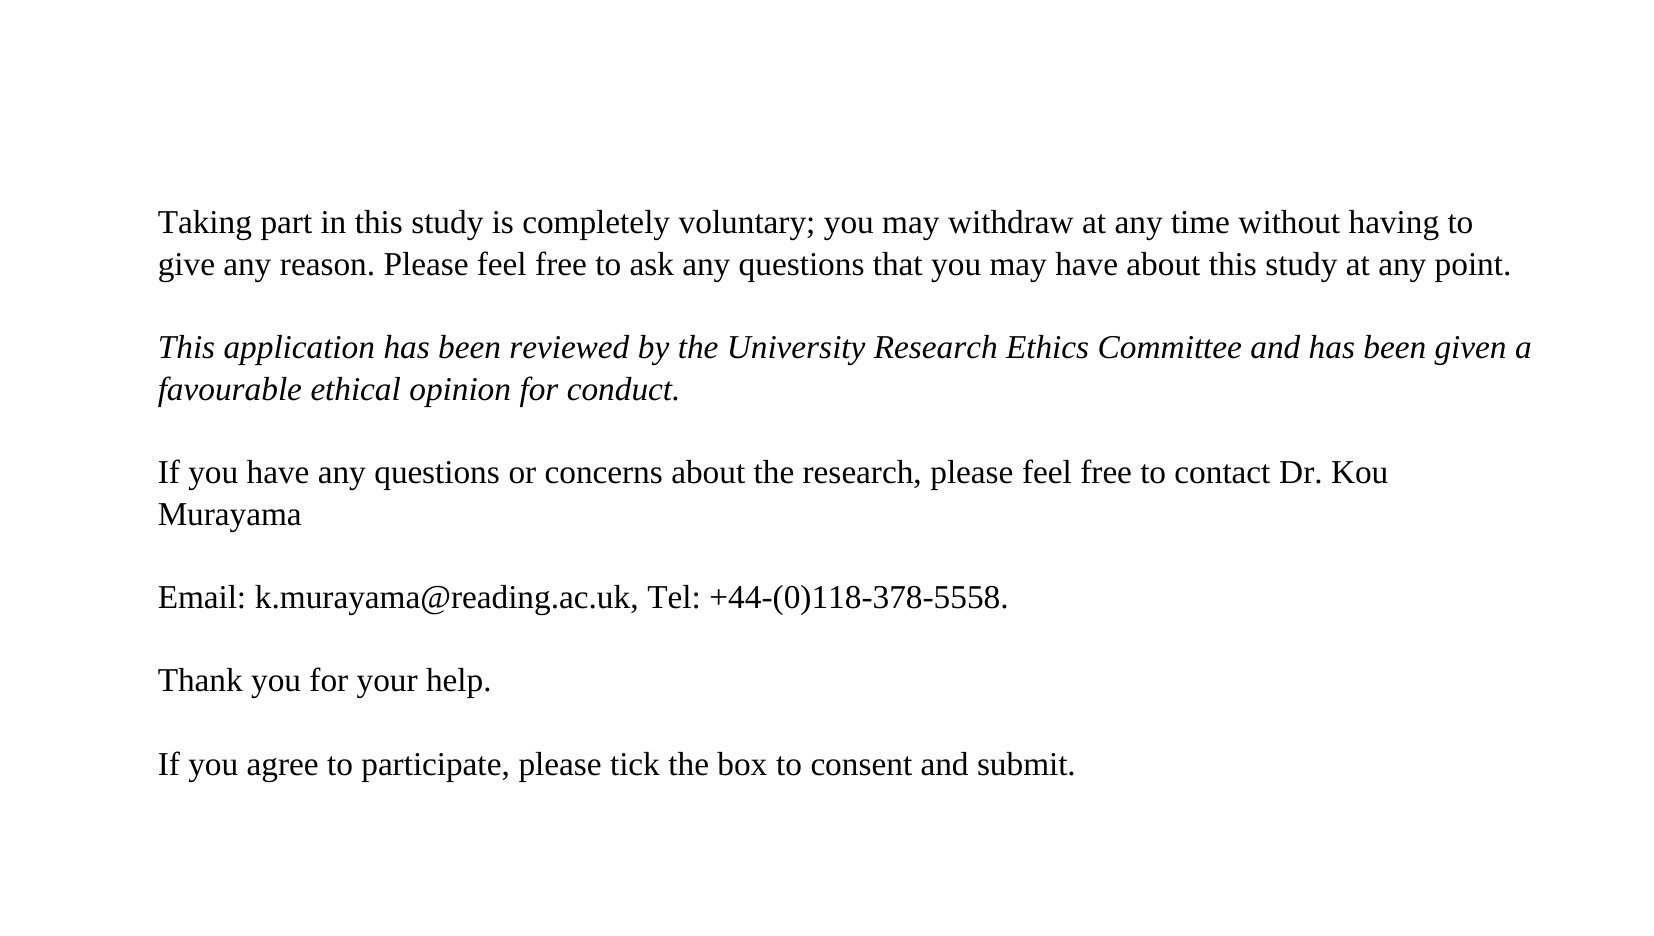 Taking part in this study is completely voluntary; you may withdraw at any time without having to
give any reason. Please feel free to ask any questions that you may have about this study at any point.
This application has been reviewed by the University Research Ethics Committee and has been given a
favourable ethical opinion for conduct.
If you have any questions or concerns about the research, please feel free to contact Dr. Kou
Murayama
Email: k.murayama@reading.ac.uk, Tel: +44-(0)118-378-5558.
Thank you for your help.
If you agree to participate, please tick the box to consent and submit.